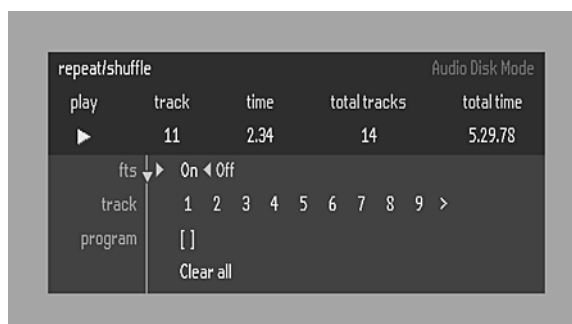 repeat/shuffle Audio Disk Mode
play track time total tracks total time
11 2.34 14 5.29.78
fts On Off
track 1 2 3 4 5 6 7 8 9 >
program [ ]
Clear all